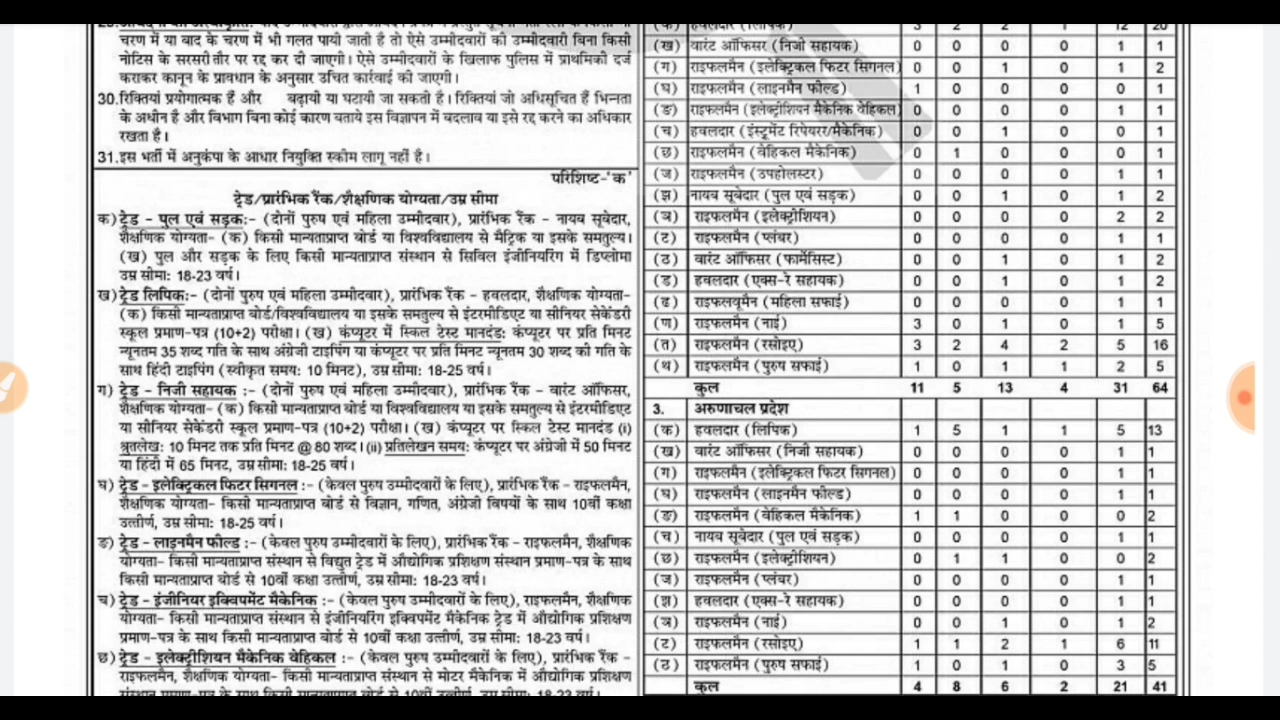 चरण में या बाद के चरण में भी गलत पायी जाती है तो ऐसे उम्मीदवारों की उम्मीदवारी बिना किसी
नोटिस के सरसरी तौर पर रद्द कर दी जाएगी। ऐसे उम्मीदवारों के खिलाफ पुलिस में प्राथमिकी दर्ज
कराकर कानून के प्रावधान के अनुसार उचित कार्रवाई की जाएगी।
30.रिक्तियां प्रयोगात्मक हैं और बढ़ायी या घटायी जा सकती है। रिक्तियां जो अधिसूचित हैं भिन्नता
के अधीन है और विभाग बिना कोई कारण बताये इस विज्ञापन में बदलाव या इसे रद्द करने का अधिकार
रखता है।
31.इस भर्ती में अनुकंपा के आधार नियुक्ति स्कीम लागू नहीं है।
परिशिष्ट-'क'
ट्रेड/प्रारंभिक रैंक/शैक्षणिक योग्यता/उम्र सीमा
क) ट्रेड - पुल एवं सड़क:- (दोनों पुरुष एवं महिला उम्मीदवार), प्रारंभिक रैंक - नायब सूबेदार,
शैक्षणिक योग्यता- (क) किसी मान्यताप्राप्त बोर्ड या विश्वविद्यालय से मैट्रिक या इसके समतुल्य।
(ख) पुल और सड़क के लिए किसी मान्यताप्राप्त संस्थान से सिविल इंजीनियरिंग में डिप्लोमा
उम्र सीमा: 18-23 वर्ष।
ख) ट्रेड लिपिक:- (दोनों पुरुष एवं महिला उम्मीदवार), प्रारंभिक रैंक - हवलदार, शैक्षणिक योग्यता-
(क) किसी मान्यताप्राप्त बोर्ड/विश्वविद्यालय या इसके समतुल्य से इंटरमीडिएट या सीनियर सेकेंडरी
स्कूल प्रमाण-पत्र (10+2) परीक्षा। (ख) कंप्यूटर में स्किल टेस्ट मानदंड: कंप्यूटर पर प्रति मिनट
न्यूनतम 35 शब्द गति के साथ अंग्रेजी टाइपिंग या कंप्यूटर पर प्रति मिनट न्यूनतम 30 शब्द की गति के
साथ हिंदी टाइपिंग (स्वीकृत समय: 10 मिनट), उम्र सीमा: 18-25 वर्ष।
ग) ट्रेड - निजी सहायक :- (दोनों पुरुष एवं महिला उम्मीदवार), प्रारंभिक रैंक - वारंट ऑफिसर,
शैक्षणिक योग्यता- (क) किसी मान्यताप्राप्त बोर्ड या विश्वविद्यालय या इसके समतुल्य से इंटरमीडिएट
या सीनियर सेकेंडरी स्कूल प्रमाण-पत्र (10+2) परीक्षा। (ख) कंप्यूटर पर स्किल टेस्ट मानदंड (i)
श्रुतलेख: 10 मिनट तक प्रति मिनट @ 80 शब्द। (ii) प्रतिलेखन समय: कंप्यूटर पर अंग्रेजी में 50 मिनट
या हिंदी में 65 मिनट, उम्र सीमा: 18-25 वर्ष।
घ) ट्रेड - इलेक्ट्रिकल फिटर सिगनल :- (केवल पुरुष उम्मीदवारों के लिए), प्रारंभिक रैंक - राइफलमैन,
शैक्षणिक योग्यता- किसी मान्यताप्राप्त बोर्ड से विज्ञान, गणित, अंग्रेजी विषयों के साथ 10वीं कक्षा
उत्तीर्ण, उम्र सीमा: 18-25 वर्ष।
ङ) ट्रेड - लाइनमैन फील्ड :- (केवल पुरुष उम्मीदवारों के लिए), प्रारंभिक रैंक - राइफलमैन, शैक्षणिक
योग्यता- किसी मान्यताप्राप्त संस्थान से विद्युत ट्रेड में औद्योगिक प्रशिक्षण संस्थान प्रमाण-पत्र के साथ
किसी मान्यताप्राप्त बोर्ड से 10वीं कक्षा उत्तीर्ण, उम्र सीमा: 18-23 वर्ष।
च) ट्रेड - इंजीनियर इक्विपमेंट मैकेनिक :- (केवल पुरुष उम्मीदवारों के लिए), राइफलमैन, शैक्षणिक
योग्यता- किसी मान्यताप्राप्त संस्थान से इंजीनियरिंग इक्विपमेंट मैकेनिक ट्रेड में औद्योगिक प्रशिक्षण
प्रमाण-पत्र के साथ किसी मान्यताप्राप्त बोर्ड से 10वीं कक्षा उत्तीर्ण, उम्र सीमा: 18-23 वर्ष।
छ) ट्रेड - इलेक्ट्रीशियन मैकेनिक वेहिकल :- (केवल पुरुष उम्मीदवारों के लिए), प्रारंभिक रैंक -
राइफलमैन, शैक्षणिक योग्यता- किसी मान्यताप्राप्त संस्थान से मोटर मैकेनिक में औद्योगिक प्रशिक्षण
(क) हवलदार (लिपिक) 3 2 2 1 12 20
(ख) वारंट ऑफिसर (निजी सहायक) 0 0 0 0 1 1
(ग) राइफलमैन (इलेक्ट्रिकल फिटर सिगनल) 0 0 1 0 1 2
(घ) राइफलमैन (लाइनमैन फील्ड) 1 0 0 0 0 1
(ङ) राइफलमैन (इलेक्ट्रीशियन मैकेनिक वेहिकल) 0 0 0 0 1 1
(च) हवलदार (इंस्ट्रूमेंट रिपेयरर/मैकेनिक) 0 0 1 0 0 1
(छ) राइफलमैन (वेहिकल मैकेनिक) 0 1 0 0 0 1
(ज) राइफलमैन (उपहोलस्टर) 0 0 0 0 1 1
(झ) नायब सूबेदार (पुल एवं सड़क) 0 0 1 0 1 2
(ञ) राइफलमैन (इलेक्ट्रीशियन) 0 0 0 0 2 2
(ट) राइफलमैन (प्लंबर) 0 0 0 0 1 1
(ठ) वारंट ऑफिसर (फार्मेसिस्ट) 0 0 1 0 1 2
(ड) हवलदार (एक्स-रे सहायक) 0 0 1 0 1 2
(ढ) राइफलवूमैन (महिला सफाई) 0 0 0 0 1 1
(ण) राइफलमैन (नाई) 3 0 1 0 1 5
(त) राइफलमैन (रसोइए) 3 2 4 2 5 16
(थ) राइफलमैन (पुरुष सफाई) 1 0 1 1 2 5
कुल 11 5 13 4 31 64
3. अरुणाचल प्रदेश
(क) हवलदार (लिपिक) 1 5 1 1 5 13
(ख) वारंट ऑफिसर (निजी सहायक) 0 0 0 0 1 1
(ग) राइफलमैन (इलेक्ट्रिकल फिटर सिगनल) 0 0 0 0 1 1
(घ) राइफलमैन (लाइनमैन फील्ड) 0 0 0 0 1 1
(ङ) राइफलमैन (वेहिकल मैकेनिक) 1 1 0 0 0 2
(च) नायब सूबेदार (पुल एवं सड़क) 0 0 0 0 1 1
(छ) राइफलमैन (इलेक्ट्रीशियन) 0 1 1 0 0 2
(ज) राइफलमैन (प्लंबर) 0 0 0 0 1 1
(झ) हवलदार (एक्स-रे सहायक) 0 0 0 0 1 1
(ञ) राइफलमैन (नाई) 0 0 1 0 1 2
(ट) राइफलमैन (रसोइए) 1 1 2 1 6 11
(ठ) राइफलमैन (पुरुष सफाई) 1 0 1 0 3 5
कुल 4 8 6 2 21 41